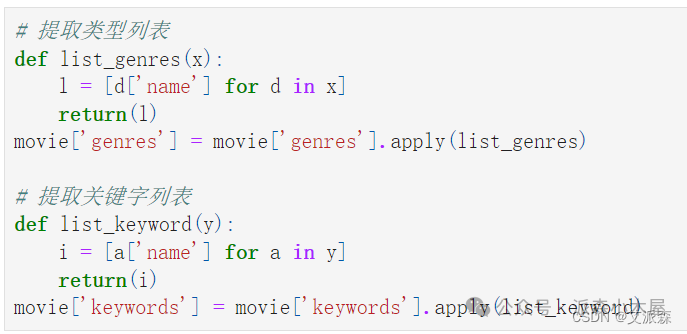 # 提取类型列表
def list_genres(x):
    l = [d['name'] for d in x]
    return(l)
movie['genres'] = movie['genres'].apply(list_genres)
# 提取关键字列表
def list_keyword(y):
    i = [a['name'] for a in y]
    return(i)
movie['keywords'] = movie['keywords'].apply(list_keyword)
公众号
CSDN @艾派森